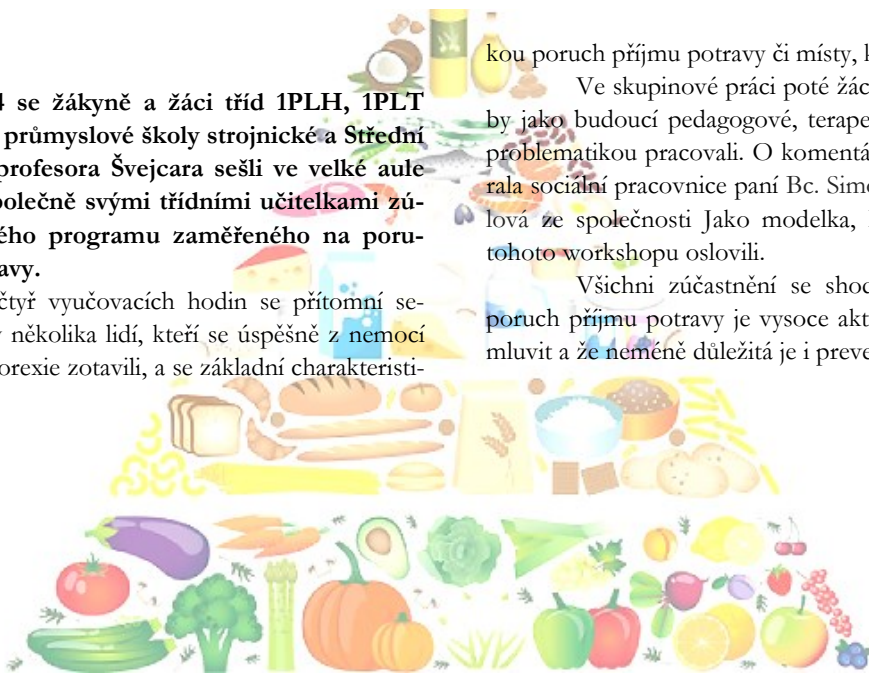 4 se žákyně a žáci tříd 1PLH, 1PLT
průmyslové školy strojnické a Střední
profesora Švejcara sešli ve velké aule
polečně svými třídními učitelkami zú-
ého programu zaměřeného na poru-
avy.
čtyř vyučovacích hodin se přítomní se-
několika lidí, kteří se úspěšně z nemocí
orexie zotavili, a se základní charakteristi-
kou poruch příjmu potravy či místy, k
Ve skupinové práci poté žác
by jako budoucí pedagogové, terape
problematikou pracovali. O komentá
rala sociální pracovnice paní Bc. Simo
lová ze společnosti Jako modelka,
tohoto workshopu oslovili.
Všichni zúčastnění se shod
poruch příjmu potravy je vysoce akt
mluvit a že neméně důležitá je i preve